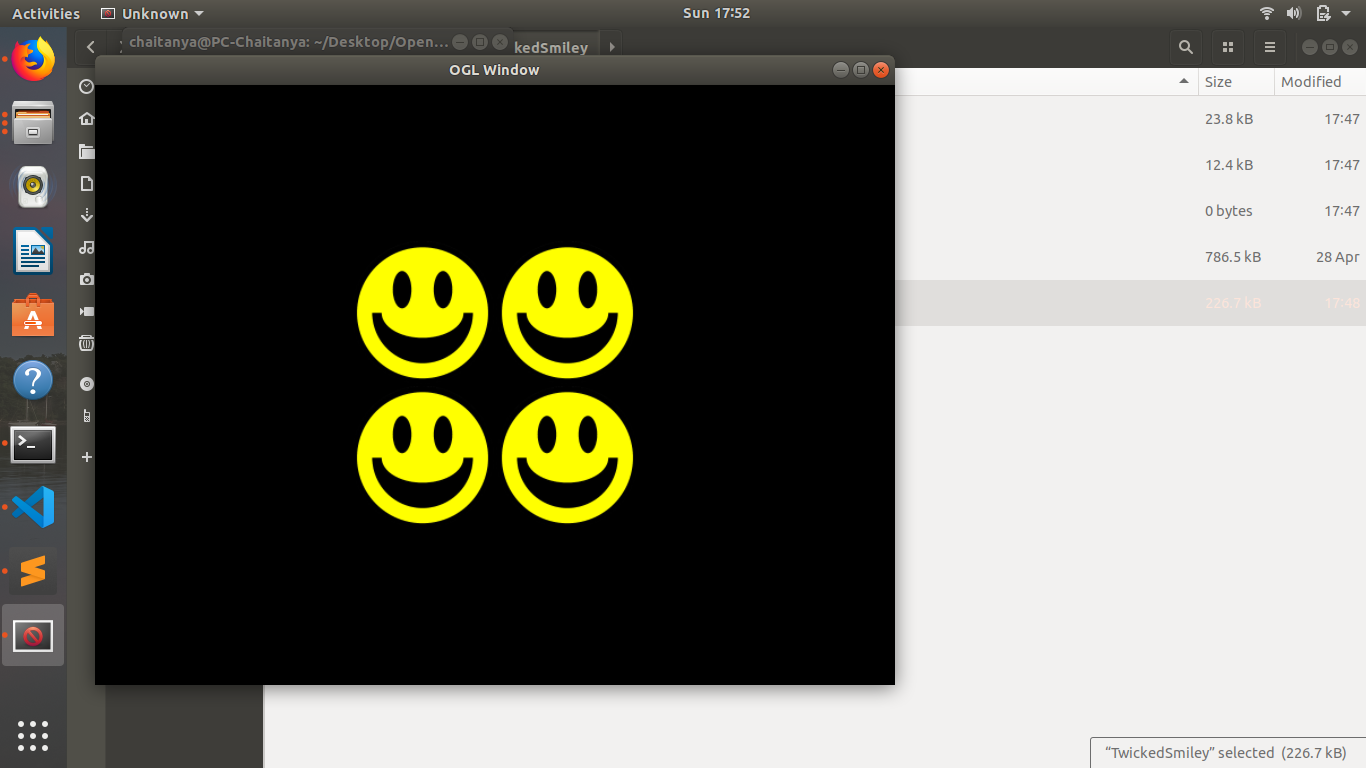 Activities Unknown Sun 17:52
chaitanya@PC-Chaitanya: ~/Desktop/Open… kedSmiley
OGL Window
Size Modified
23.8 kB 17:47
12.4 kB 17:47
0 bytes 17:47
786.5 kB 28 Apr
226.7 kB 17:48
“TwickedSmiley” selected (226.7 kB)